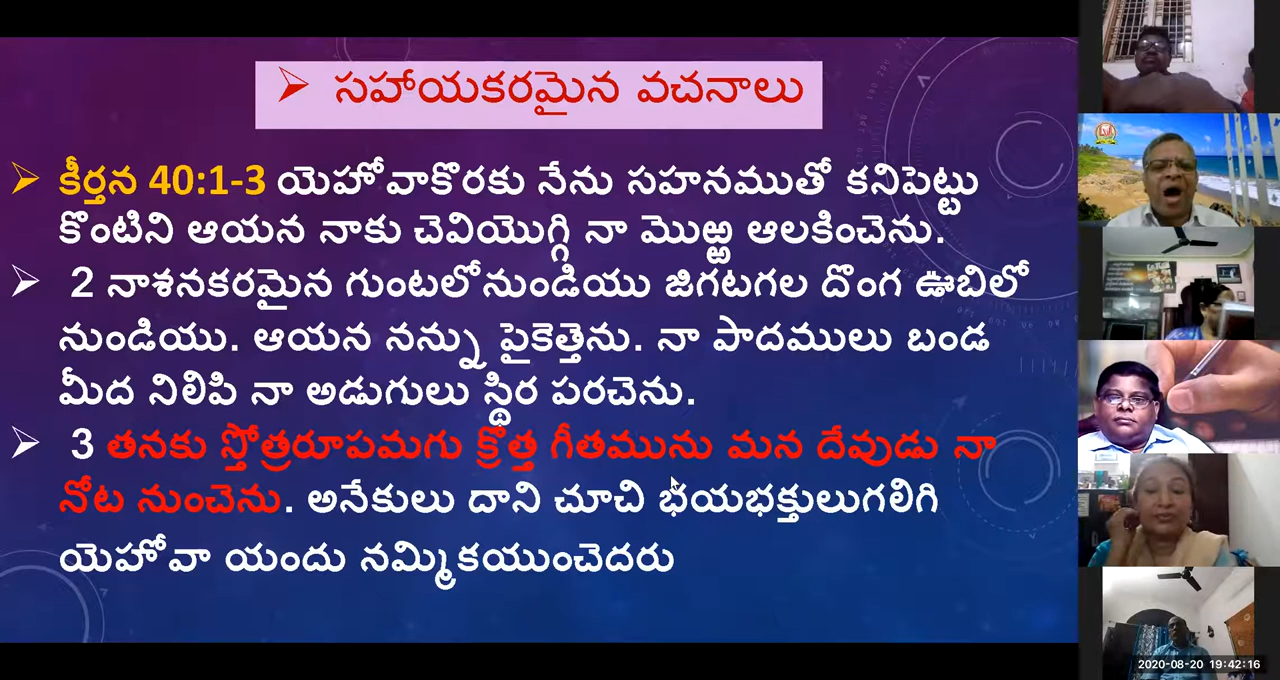 ➢ సహాయకరమైన వచనాలు
➢ కీర్తన 40:1-3 యెహోవాకొరకు నేను సహనముతో కనిపెట్టు
కొంటిని ఆయన నాకు చెవియొగ్గి నా మొఱ్ఱ ఆలకించెను.
➢ 2 నాశనకరమైన గుంటలోనుండియు జిగటగల దొంగ ఊబిలో
నుండియు. ఆయన నన్ను పైకెత్తెను. నా పాదములు బండ
మీద నిలిపి నా అడుగులు స్థిర పరచెను.
➢ 3 తనకు స్తోత్రరూపమగు క్రొత్త గీతమును మన దేవుడు నా
నోట నుంచెను. అనేకులు దాని చూచి భయభక్తులుగలిగి
యెహోవా యందు నమ్మికయుంచెదరు
2020-08-20 19:42:16